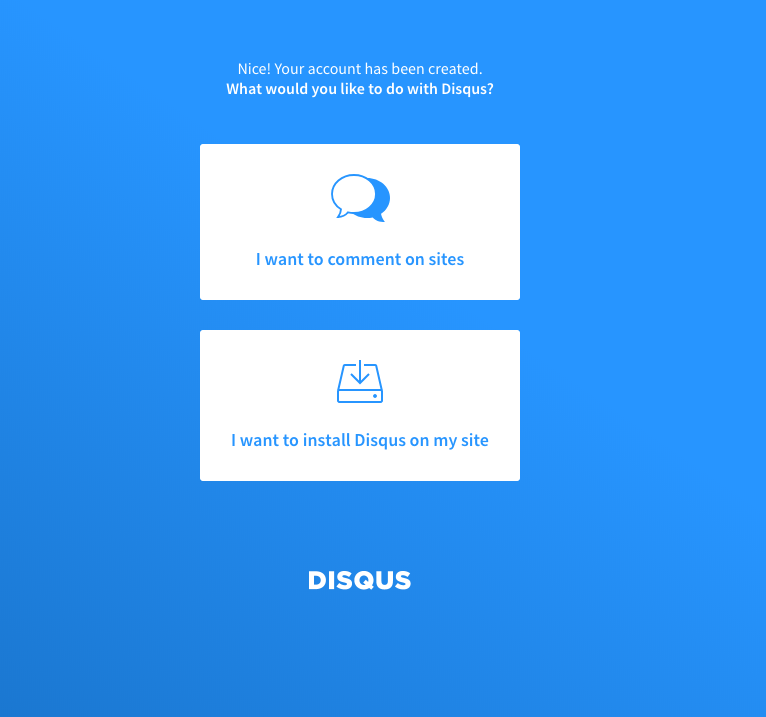 Nice! Your account has been created.
What would you like to do with Disqus?
I want to comment on sites
I want to install Disqus on my site
DISQUS